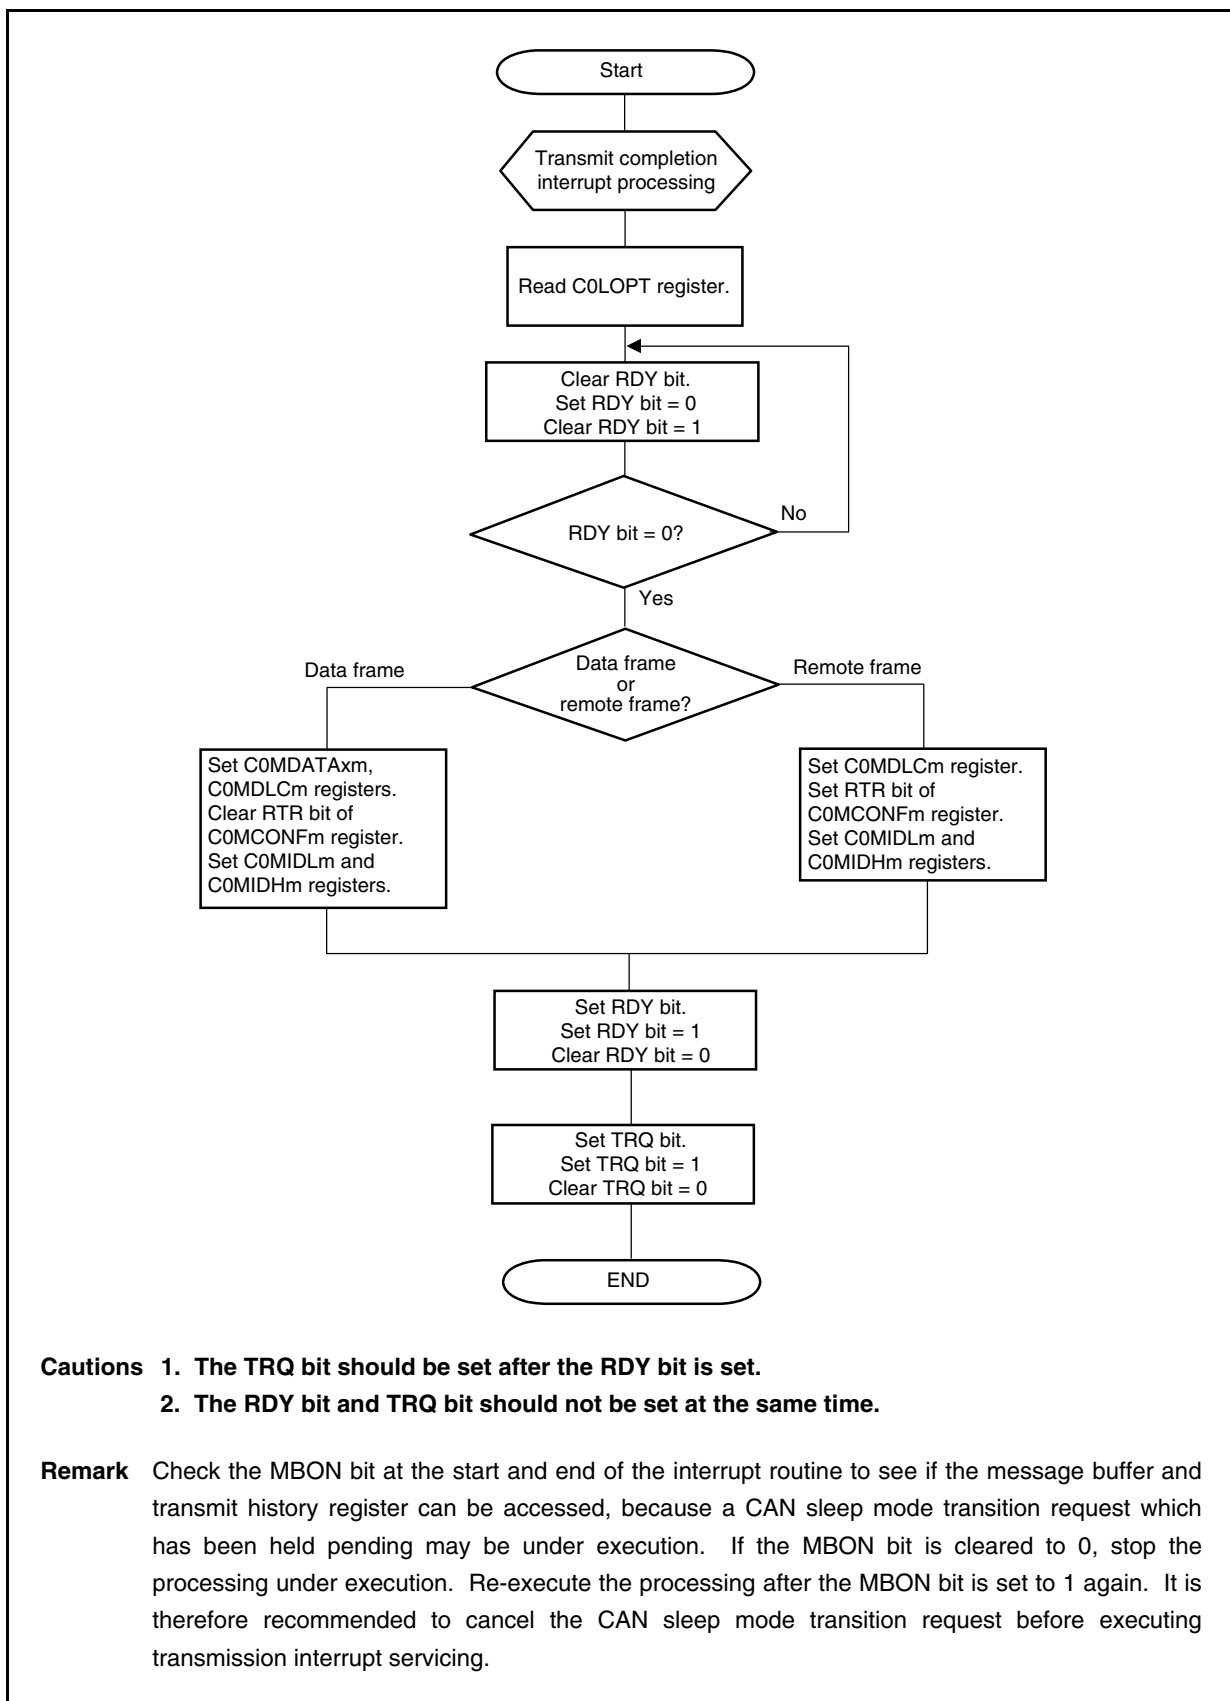 Start
Transmit completion
interrupt processing
Read C0LOPT register.
Clear RDY bit.
Set RDY bit = 0
Clear RDY bit = 1
RDY bit = 0?
No
Yes
Data frame
or
remote frame?
Data frame
Remote frame
Set C0MDATAxm,
C0MDLCm registers.
Clear RTR bit of
C0MCONFm register.
Set C0MIDLm and
C0MIDHm registers.
Set C0MDLCm register.
Set RTR bit of
C0MCONFm register.
Set C0MIDLm and
C0MIDHm registers.
Set RDY bit.
Set RDY bit = 1
Clear RDY bit = 0
Set TRQ bit.
Set TRQ bit = 1
Clear TRQ bit = 0
END
Cautions 1. The TRQ bit should be set after the RDY bit is set.
2. The RDY bit and TRQ bit should not be set at the same time.
Remark Check the MBON bit at the start and end of the interrupt routine to see if the message buffer and
transmit history register can be accessed, because a CAN sleep mode transition request which
has been held pending may be under execution. If the MBON bit is cleared to 0, stop the
processing under execution. Re-execute the processing after the MBON bit is set to 1 again. It is
therefore recommended to cancel the CAN sleep mode transition request before executing
transmission interrupt servicing.